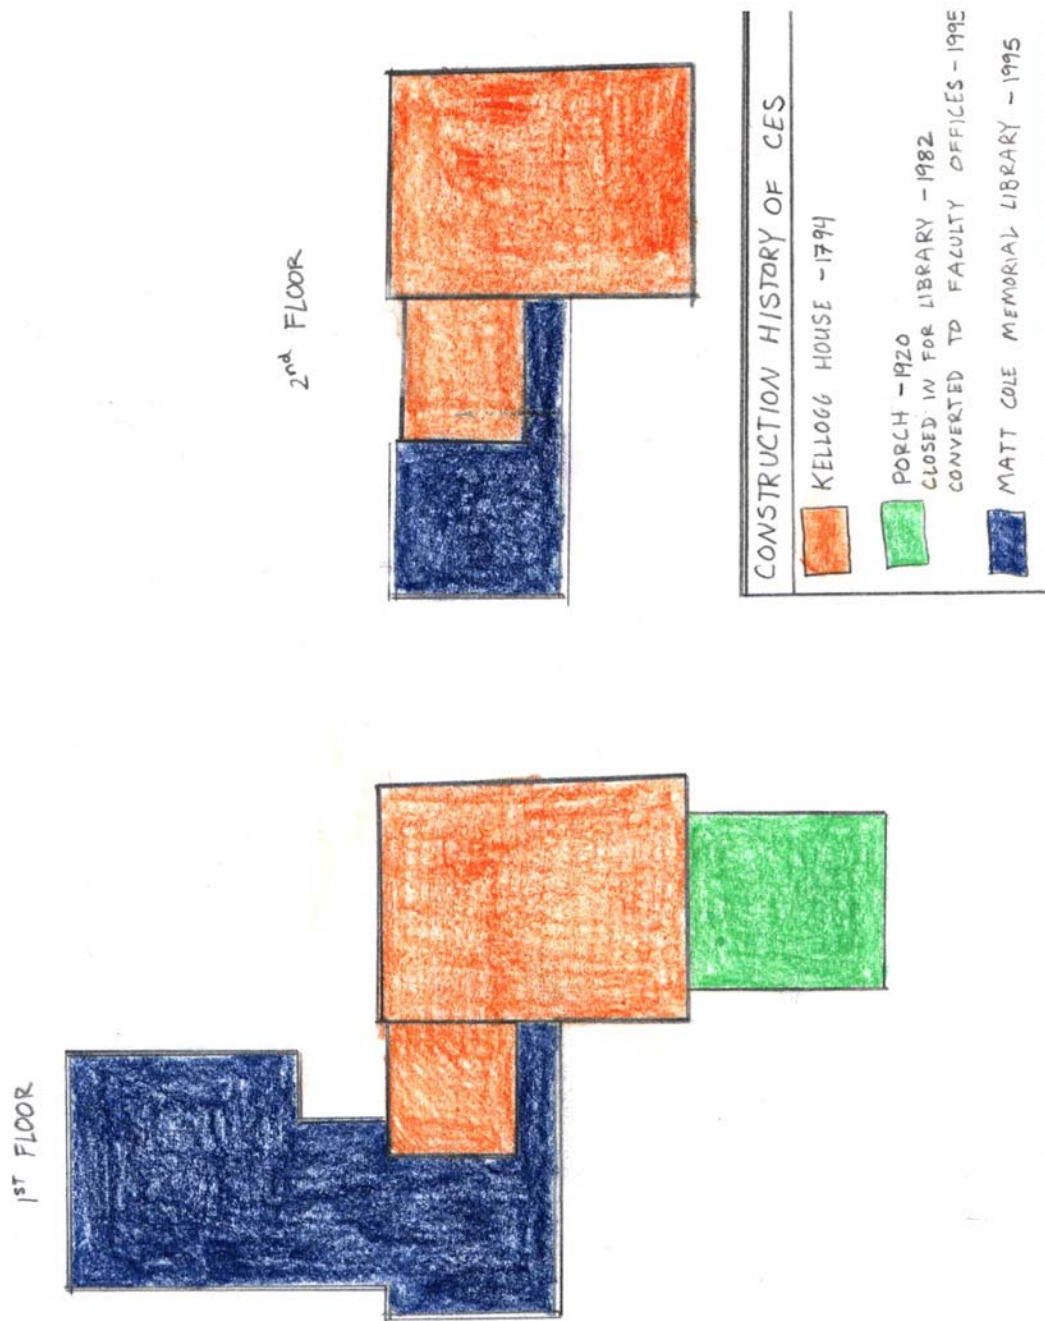 1ST FLOOR
2nd FLOOR
CONSTRUCTION HISTORY OF CES
KELLOGG HOUSE - 1794
PORCH - 1920
CLOSED IN FOR LIBRARY - 1982
CONVERTED TO FACULTY OFFICES - 1995
MATT COLE MEMORIAL LIBRARY - 1995